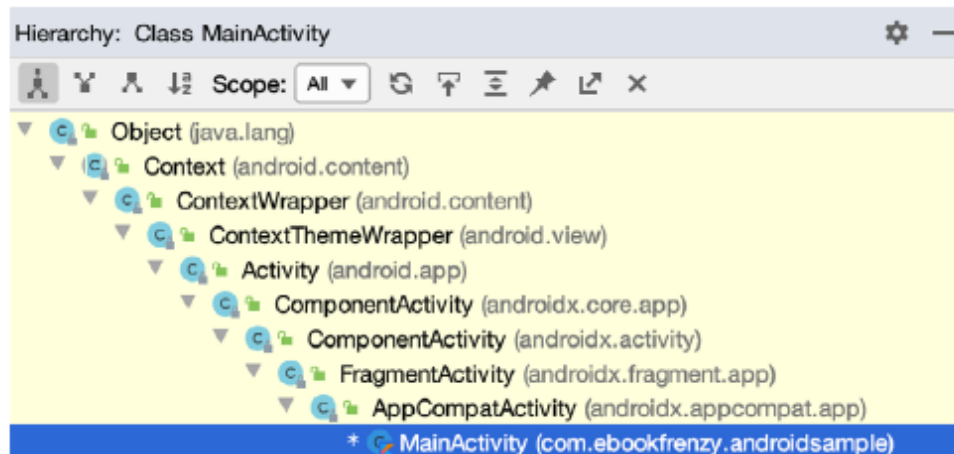 Hierarchy: Class MainActivity
Scope: All
Object (java.lang)
Context (android.content)
ContextWrapper (android.content)
ContextThemeWrapper (android.view)
Activity (android.app)
ComponentActivity (androidx.core.app)
ComponentActivity (androidx.activity)
FragmentActivity (androidx.fragment.app)
AppCompatActivity (androidx.appcompat.app)
* MainActivity (com.ebookfrenzy.androidsample)